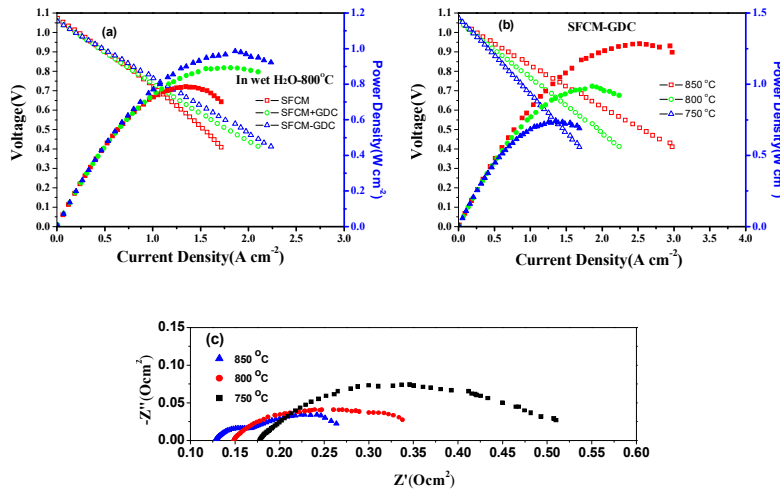 (a)
In wet H₂O-800°C
SFCM
SFCM+GDC
SFCM-GDC
1.1
1.0
0.9
0.8
0.7
0.6
0.5
0.4
0.3
0.2
0.1
0.0
Voltage(V)
1.2
1.0
0.8
0.6
0.4
0.2
0.0
Power Density(W cm⁻²)
0.0 0.5 1.0 1.5 2.0 2.5 3.0
Current Density(A cm⁻²)
(b) SFCM-GDC
850 °C
800 °C
750 °C
1.1
1.0
0.9
0.8
0.7
0.6
0.5
0.4
0.3
0.2
0.1
0.0
Voltage(V)
1.5
1.2
0.9
0.6
0.3
0.0
Power Density(W cm⁻²)
0.0 0.5 1.0 1.5 2.0 2.5 3.0 3.5 4.0
Current Density(A cm⁻²)
(c)
850 °C
800 °C
750 °C
0.15
0.10
0.05
0.00
-Z''(Ocm²)
0.10 0.15 0.20 0.25 0.30 0.35 0.40 0.45 0.50 0.55 0.60
Z'(Ocm²)